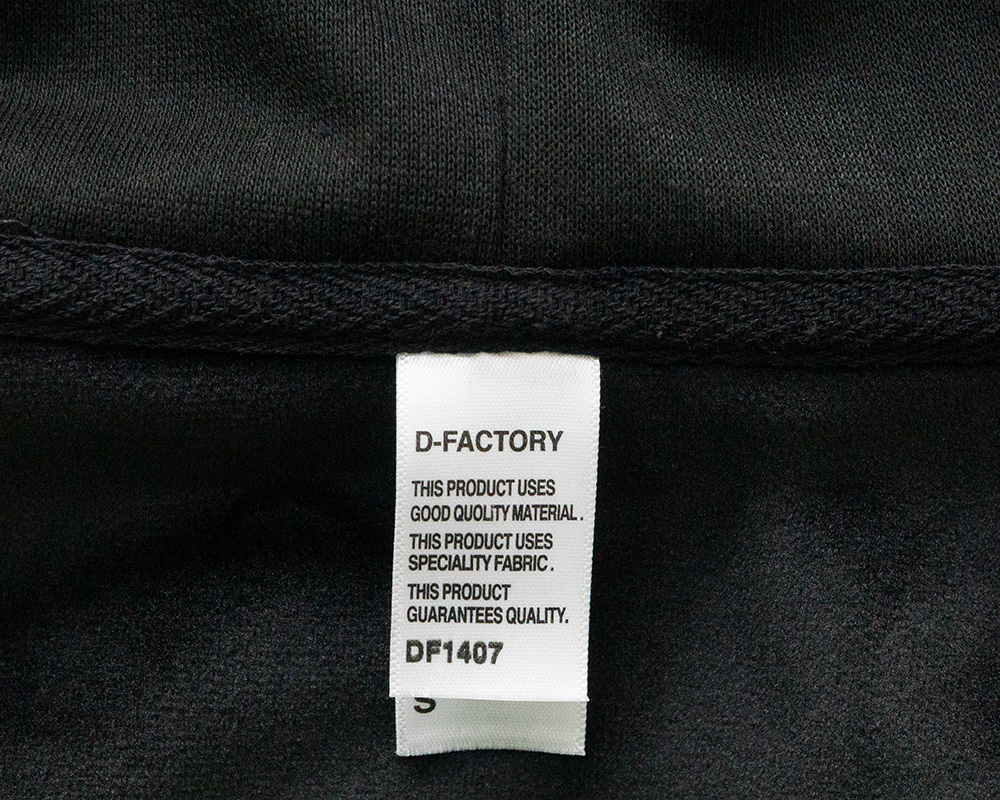 D-FACTORY
THIS PRODUCT USES
GOOD QUOLITY MATERIAL.
THIS PRODUCT USES
SPECIALITY FABRIC.
THIS PRODUCT
GUARANTEES QUALITY.
DF1407
S